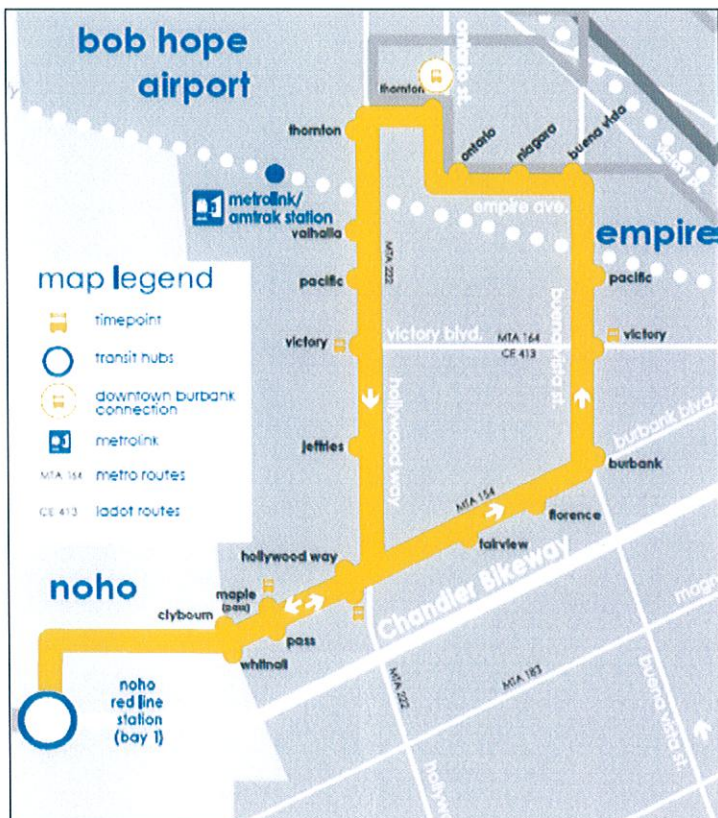 bob hope
airport
ontario st.
thornton
thornton
ontario
niagara
buena vista
victory
metrolink/
amtrak station
empire ave.
empire
valhalla
MTA 222
pacific
pacific
map legend
timepoint
transit hubs
downtown burbank
connection
metrolink
MTA 164 metro routes
CE 413 ladot routes
victory
victory blvd.
MTA 164
CE 413
victory
buena vista st.
hollywood way
jeffries
burbank blvd.
burbank
MTA 154
florence
fairview
hollywood way
Chandler Bikeway
noho
maple
(pass)
clybourn
pass
whitnall
noho
red line
station
(bay 1)
MTA 222
MTA 183
buena vista st.